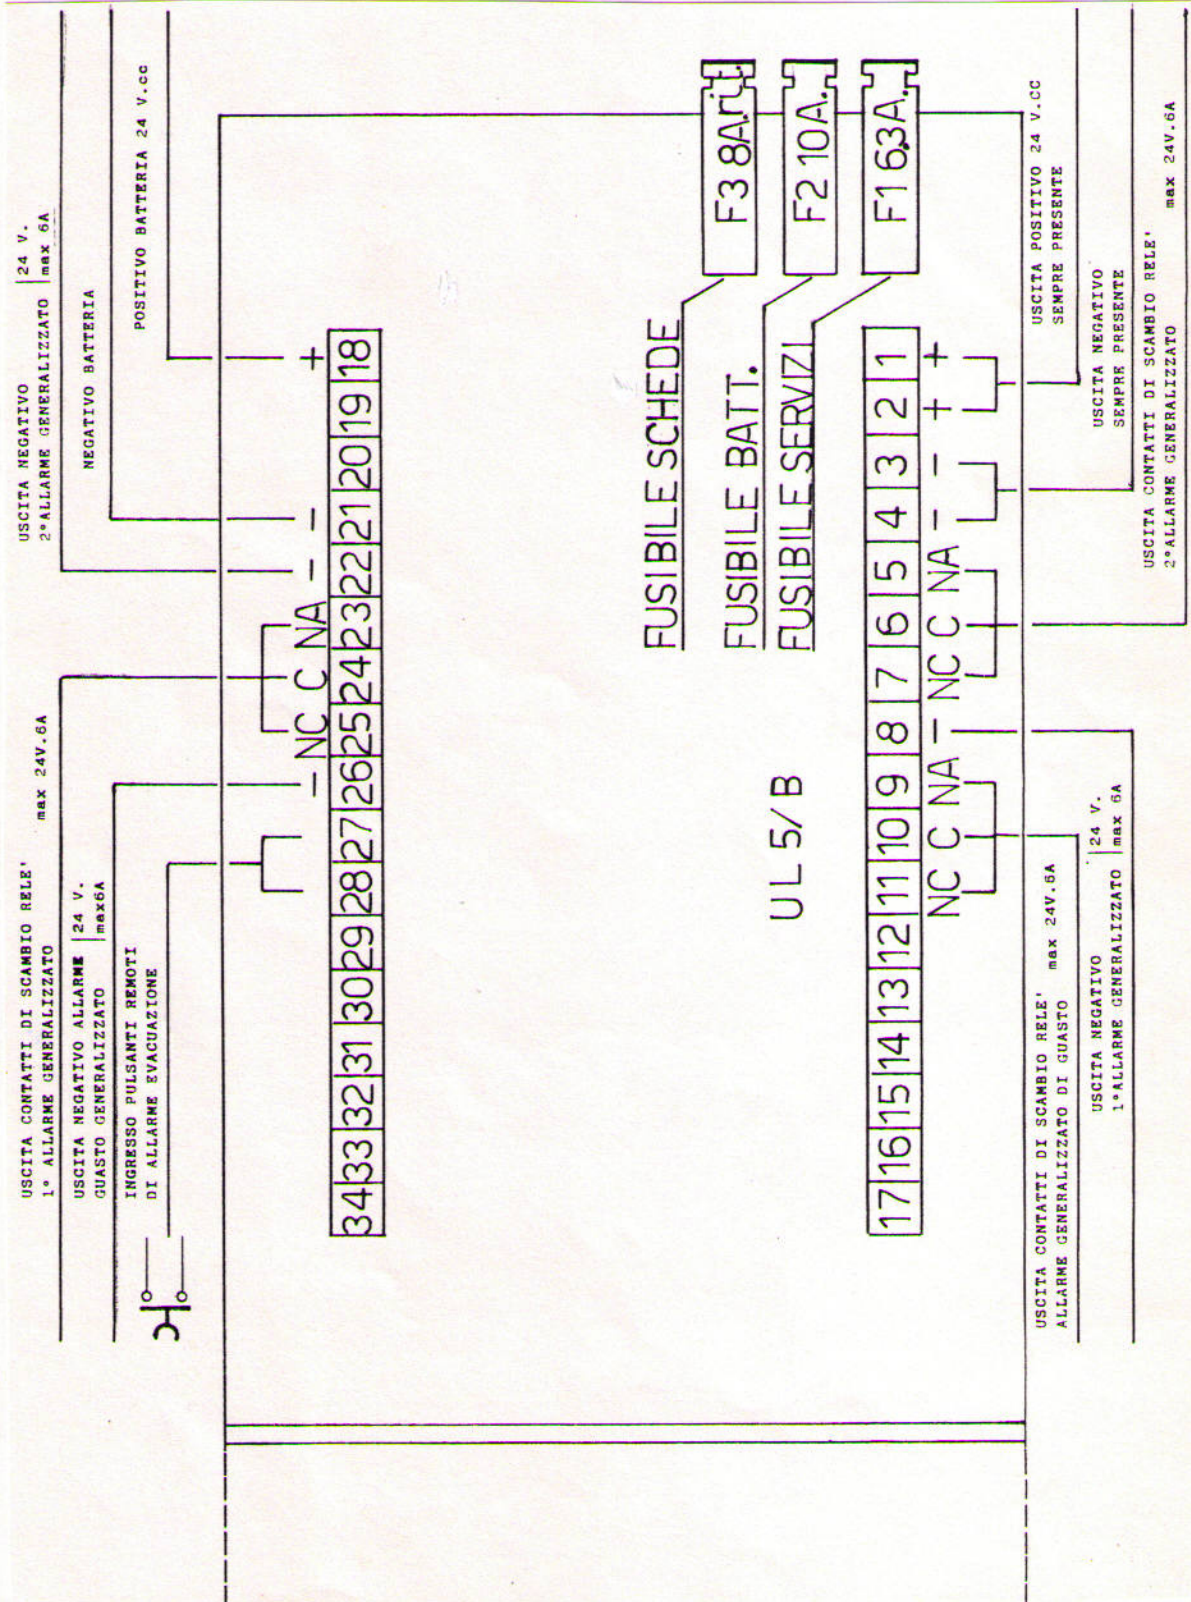 USCITA CONTATTI DI SCAMBIO RELE' max 24V.6A
1° ALLARME GENERALIZZATO
USCITA NEGATIVO ALLARME 24 V.
GUASTO GENERALIZZATO max6A
INGRESSO PULSANTI REMOTI
DI ALLARME EVACUAZIONE
USCITA NEGATIVO 24 V.
2°ALLARME GENERALIZZATO max 6A
NEGATIVO BATTERIA
POSITIVO BATTERIA 24 V.cc
- NC C NA - - +
34 33 32 31 30 29 28 27 26 25 24 23 22 21 20 19 18
FUSIBILE SCHEDE
F3 8A.rit.
FUSIBILE BATT.
F2 10A.
FUSIBILE SERVIZI
F1 6.3A.
UL 5/B
17 16 15 14 13 12 11 10 9 8 7 6 5 4 3 2 1
NC C NA - NC C NA - - + +
USCITA CONTATTI DI SCAMBIO RELE' max 24V.6A
ALLARME GENERALIZZATO DI GUASTO
USCITA NEGATIVO 24 V.
1°ALLARME GENERALIZZATO max 6A
USCITA POSITIVO 24 V.CC
SEMPRE PRESENTE
USCITA NEGATIVO
SEMPRE PRESENTE
USCITA CONTATTI DI SCAMBIO RELE'
2°ALLARME GENERALIZZATO max 24V.6A